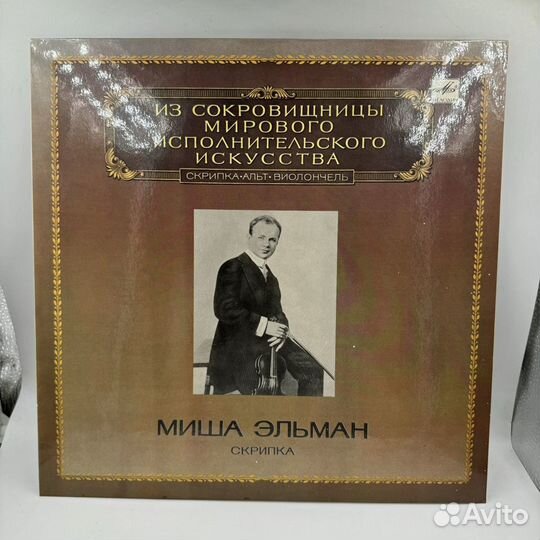 ИЗ СОКРОВИЩНИЦЫ
МИРОВОГО
ИСПОЛНИТЕЛЬСКОГО
ИСКУССТВА
СКРИПКА•АЛЬТ•ВИОЛОНЧЕЛЬ
МИША ЭЛЬМАН
СКРИПКА
Avito